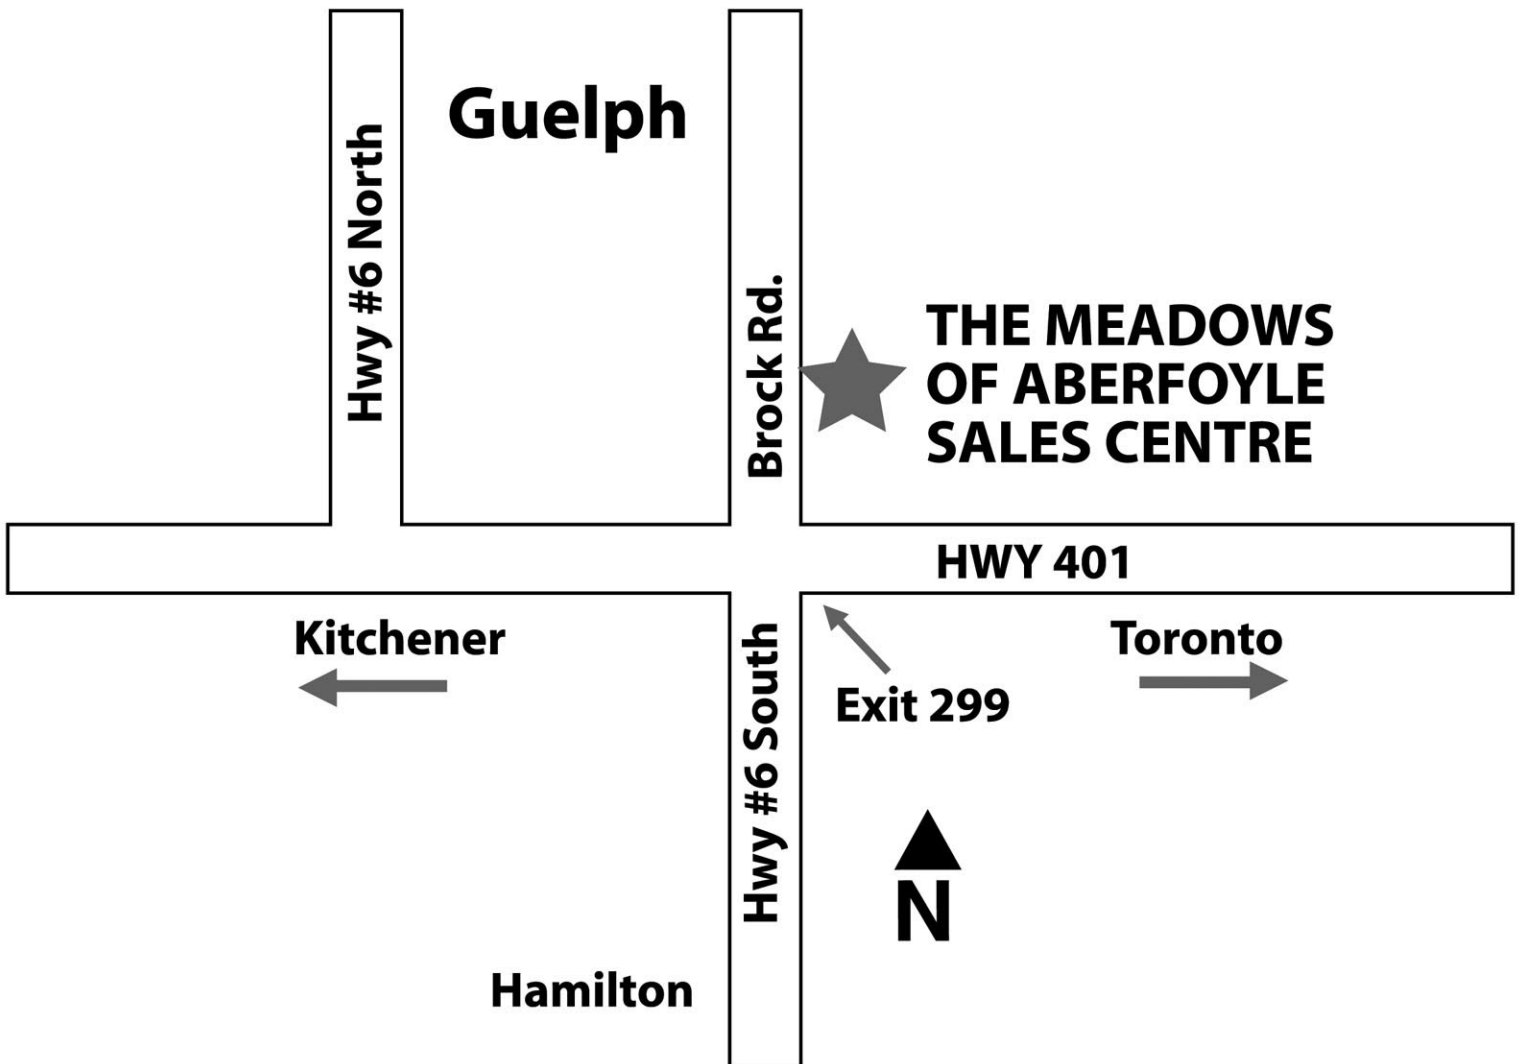 Guelph
Hwy #6 North
Brock Rd.
THE MEADOWS
OF ABERFOYLE
SALES CENTRE
HWY 401
Kitchener
Toronto
Exit 299
Hwy #6 South
N
Hamilton